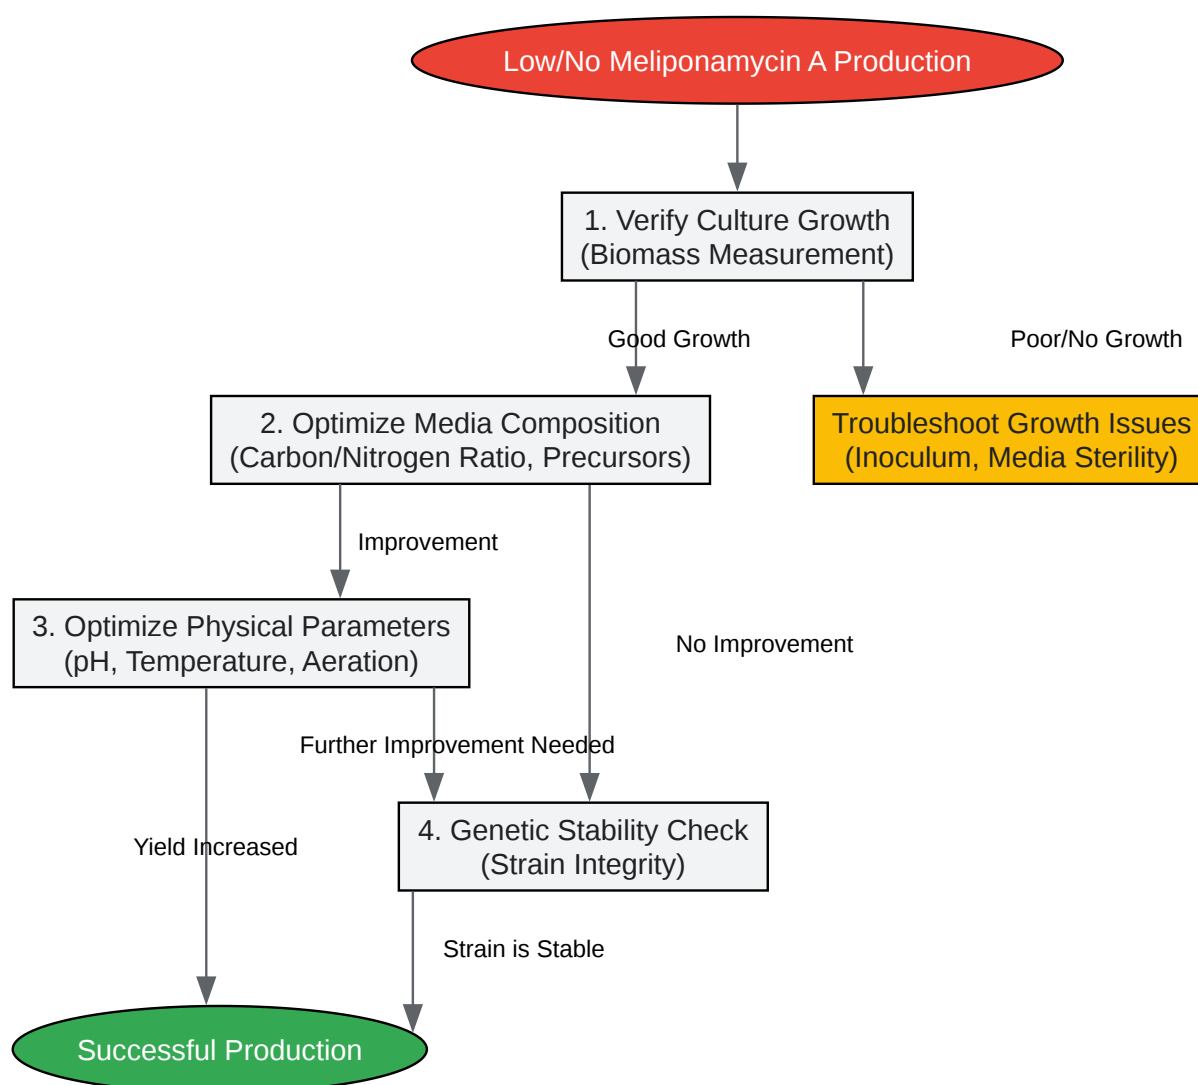 Low/No Meliponamycin A Production
1. Verify Culture Growth
(Biomass Measurement)
Good Growth
Poor/No Growth
2. Optimize Media Composition
(Carbon/Nitrogen Ratio, Precursors)
Troubleshoot Growth Issues
(Inoculum, Media Sterility)
Improvement
3. Optimize Physical Parameters
(pH, Temperature, Aeration)
No Improvement
Further Improvement Needed
4. Genetic Stability Check
(Strain Integrity)
Yield Increased
Strain is Stable
Successful Production